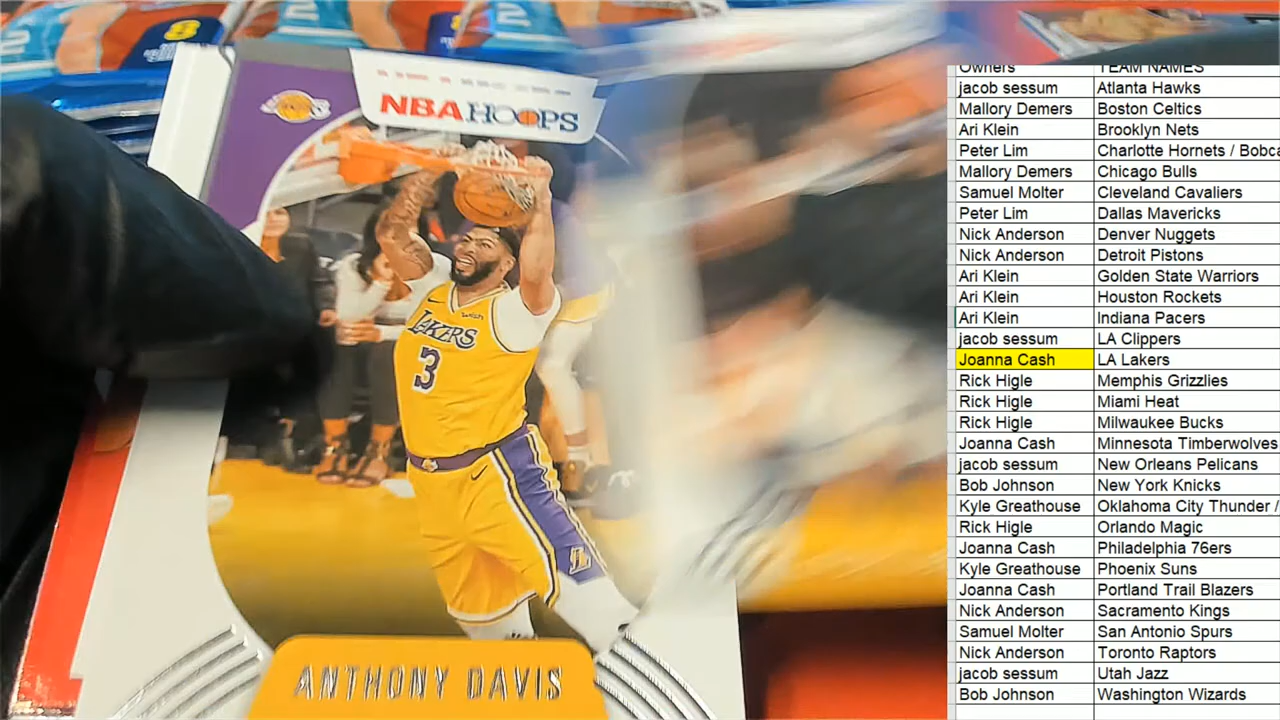 NBA HOOPS
LAKERS
3
ANTHONY DAVIS
8
Owners TEAM NAMES
jacob sessum Atlanta Hawks
Mallory Demers Boston Celtics
Ari Klein Brooklyn Nets
Peter Lim Charlotte Hornets / Bobca
Mallory Demers Chicago Bulls
Samuel Molter Cleveland Cavaliers
Peter Lim Dallas Mavericks
Nick Anderson Denver Nuggets
Nick Anderson Detroit Pistons
Ari Klein Golden State Warriors
Ari Klein Houston Rockets
Ari Klein Indiana Pacers
jacob sessum LA Clippers
Joanna Cash LA Lakers
Rick Higle Memphis Grizzlies
Rick Higle Miami Heat
Rick Higle Milwaukee Bucks
Joanna Cash Minnesota Timberwolves
jacob sessum New Orleans Pelicans
Bob Johnson New York Knicks
Kyle Greathouse Oklahoma City Thunder /
Rick Higle Orlando Magic
Joanna Cash Philadelphia 76ers
Kyle Greathouse Phoenix Suns
Joanna Cash Portland Trail Blazers
Nick Anderson Sacramento Kings
Samuel Molter San Antonio Spurs
Nick Anderson Toronto Raptors
jacob sessum Utah Jazz
Bob Johnson Washington Wizards